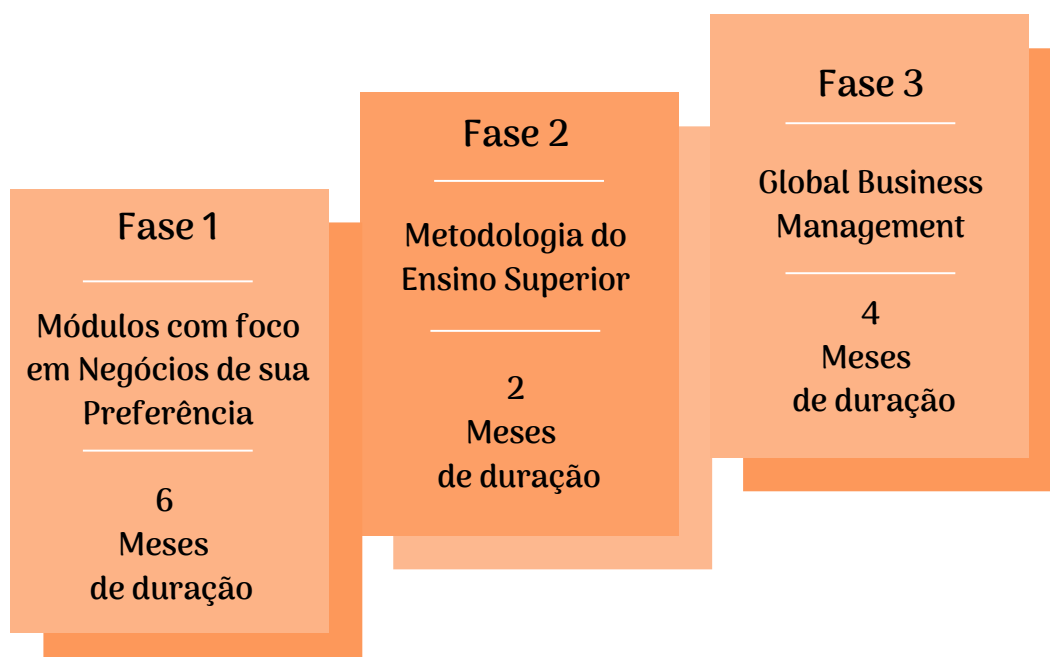 Fase 1
Módulos com foco
em Negócios de sua
Preferência
6
Meses
de duração
Fase 2
Metodologia do
Ensino Superior
2
Meses
de duração
Fase 3
Global Business
Management
4
Meses
de duração